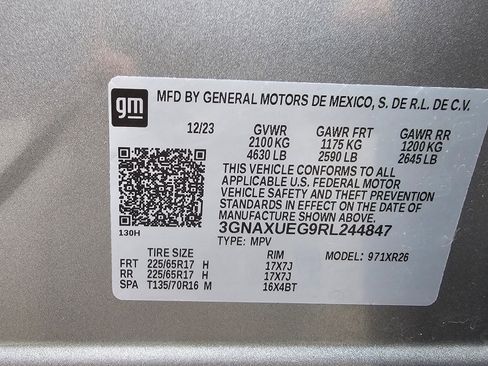 gm
MFD BY GENERAL MOTORS DE MEXICO, S. DE R.L. DE C.V.
12/23 GVWR GAWR FRT GAWR RR
2100 KG 1175 KG 1200 KG
4630 LB 2590 LB 2645 LB
THIS VEHICLE CONFORMS TO ALL
APPLICABLE U.S. FEDERAL MOTOR
VEHICLE SAFETY AND THEFT PREVENTION
STANDARDS IN EFFECT ON THE DATE OF
MANUFACTURE SHOWN ABOVE.
130H 3GNAXUEG9RL244847
TYPE: MPV
TIRE SIZE RIM MODEL: 971XR26
FRT 225/65R17 H 17X7J
RR 225/65R17 H 17X7J
SPA T135/70R16 M 16X4BT